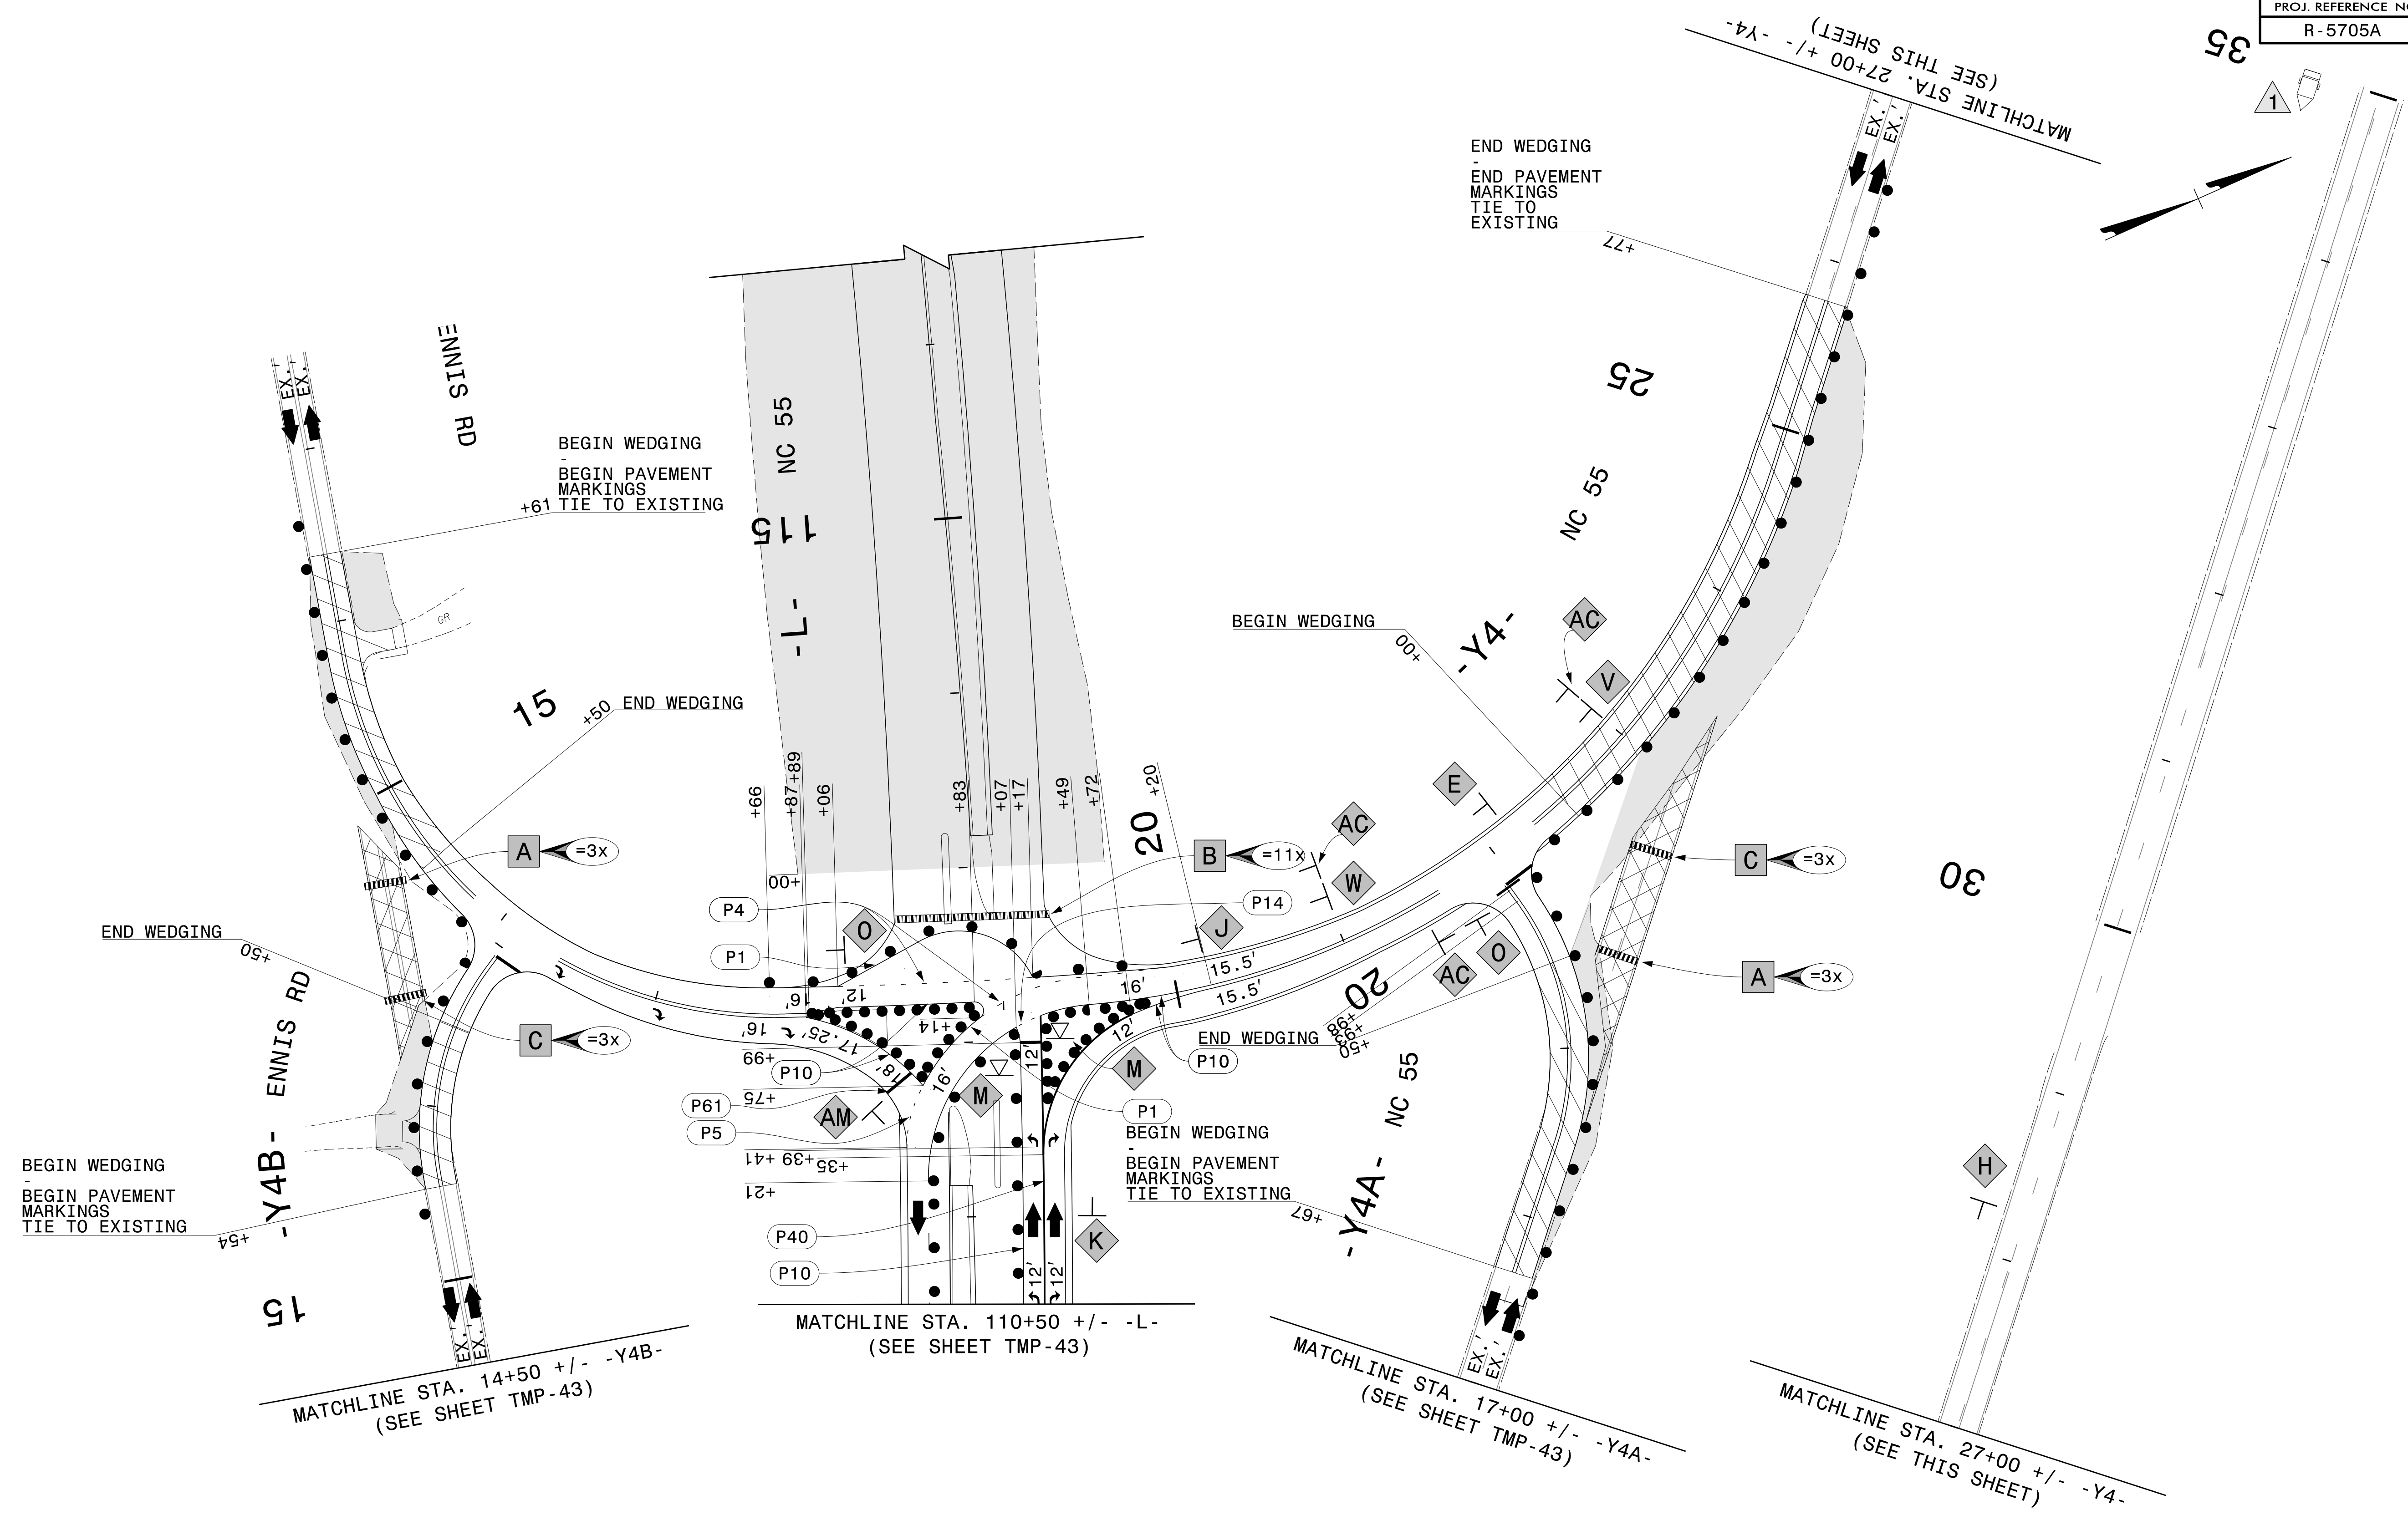 PROJ. REFERENCE NO
R-5705A
35
1
MATCHLINE STA. 27+00 +/- -Y4-
(SEE THIS SHEET)
EX.'
EX.'
END WEDGING
-
END PAVEMENT
MARKINGS
TIE TO
EXISTING
+77
25
NC 55
-Y4-
BEGIN WEDGING
+00
AC
V
E
AC
W
J
ENNIS RD
EX.'
EX.'
BEGIN WEDGING
-
BEGIN PAVEMENT
MARKINGS
TIE TO EXISTING
+61
GR
15
+50
END WEDGING
NC 55
115
-L-
+66
+87
+89
+06
+83
+07
+17
+49
+72
20
+20
+00
A
=3x
B
=11x
C
=3x
A
=3x
30
END WEDGING
+50
C
=3x
P4
O
P1
P14
16'
12'
16'
15.5'
15.5'
16'
17.25'
+14
12'
12'
18'
16'
+99
P10
+75
P61
P5
AM
M
M
P10
P1
20
AC
O
END WEDGING
+98
+93
+50
ENNIS RD
-Y4B-
BEGIN WEDGING
-
BEGIN PAVEMENT
MARKINGS
TIE TO EXISTING
+54
15
EX.'
EX.'
MATCHLINE STA. 14+50 +/- -Y4B-
(SEE SHEET TMP-43)
+41
+39
+35
+21
P40
P10
K
12'
12'
MATCHLINE STA. 110+50 +/- -L-
(SEE SHEET TMP-43)
BEGIN WEDGING
-
BEGIN PAVEMENT
MARKINGS
TIE TO EXISTING
+67
NC 55
-Y4A-
EX.'
EX.'
MATCHLINE STA. 17+00 +/- -Y4A-
(SEE SHEET TMP-43)
H
MATCHLINE STA. 27+00 +/- -Y4-
(SEE THIS SHEET)